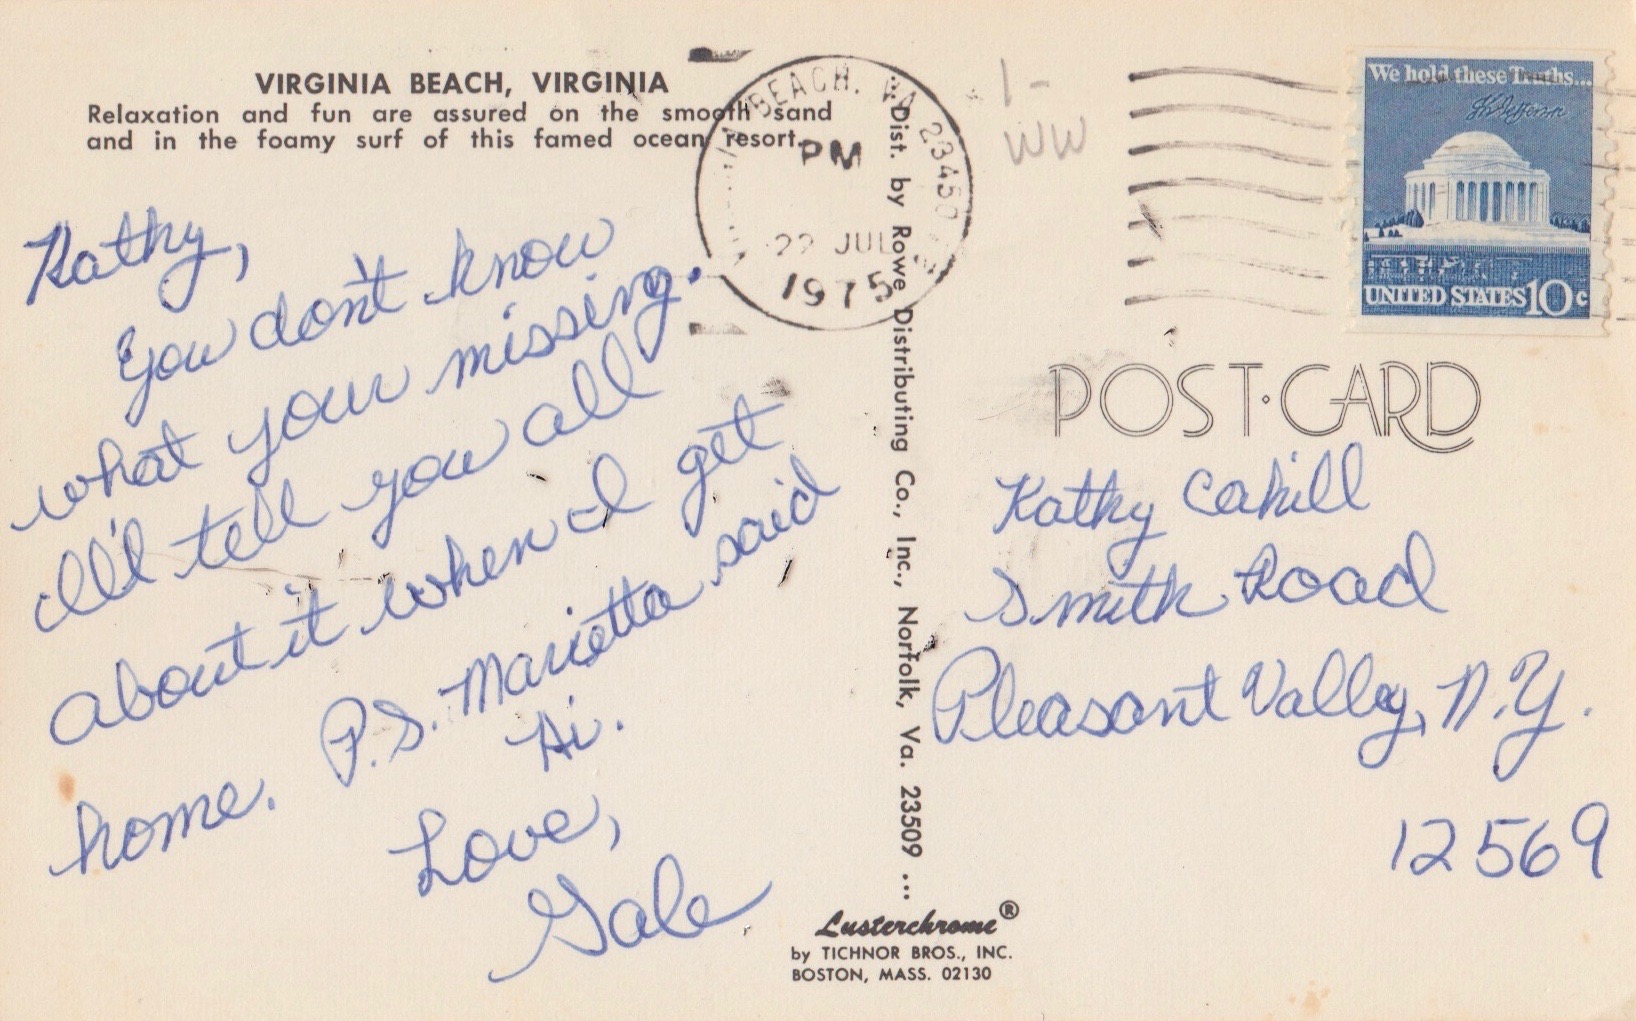 VIRGINIA BEACH, VIRGINIA
Relaxation and fun are assured on the smooth sand
and in the foamy surf of this famed ocean resort.
Kathy,
You don't know
what your missing.
I'll tell you all
about it when I get
home. P.S. Marietta said
Hi.
Love,
Gale
BEACH, VA 23450
PM
22 JUL
1975
Dist. by Rowe Distributing Co., Inc., Norfolk, Va. 23509 ...
Lusterchrome®
by TICHNOR BROS., INC.
BOSTON, MASS. 02130
1-
WW
We hold these Truths...
Th Jefferson
UNITED STATES 10c
POST CARD
Kathy Cahill
Smith Road
Pleasant Valley, N.Y.
12569